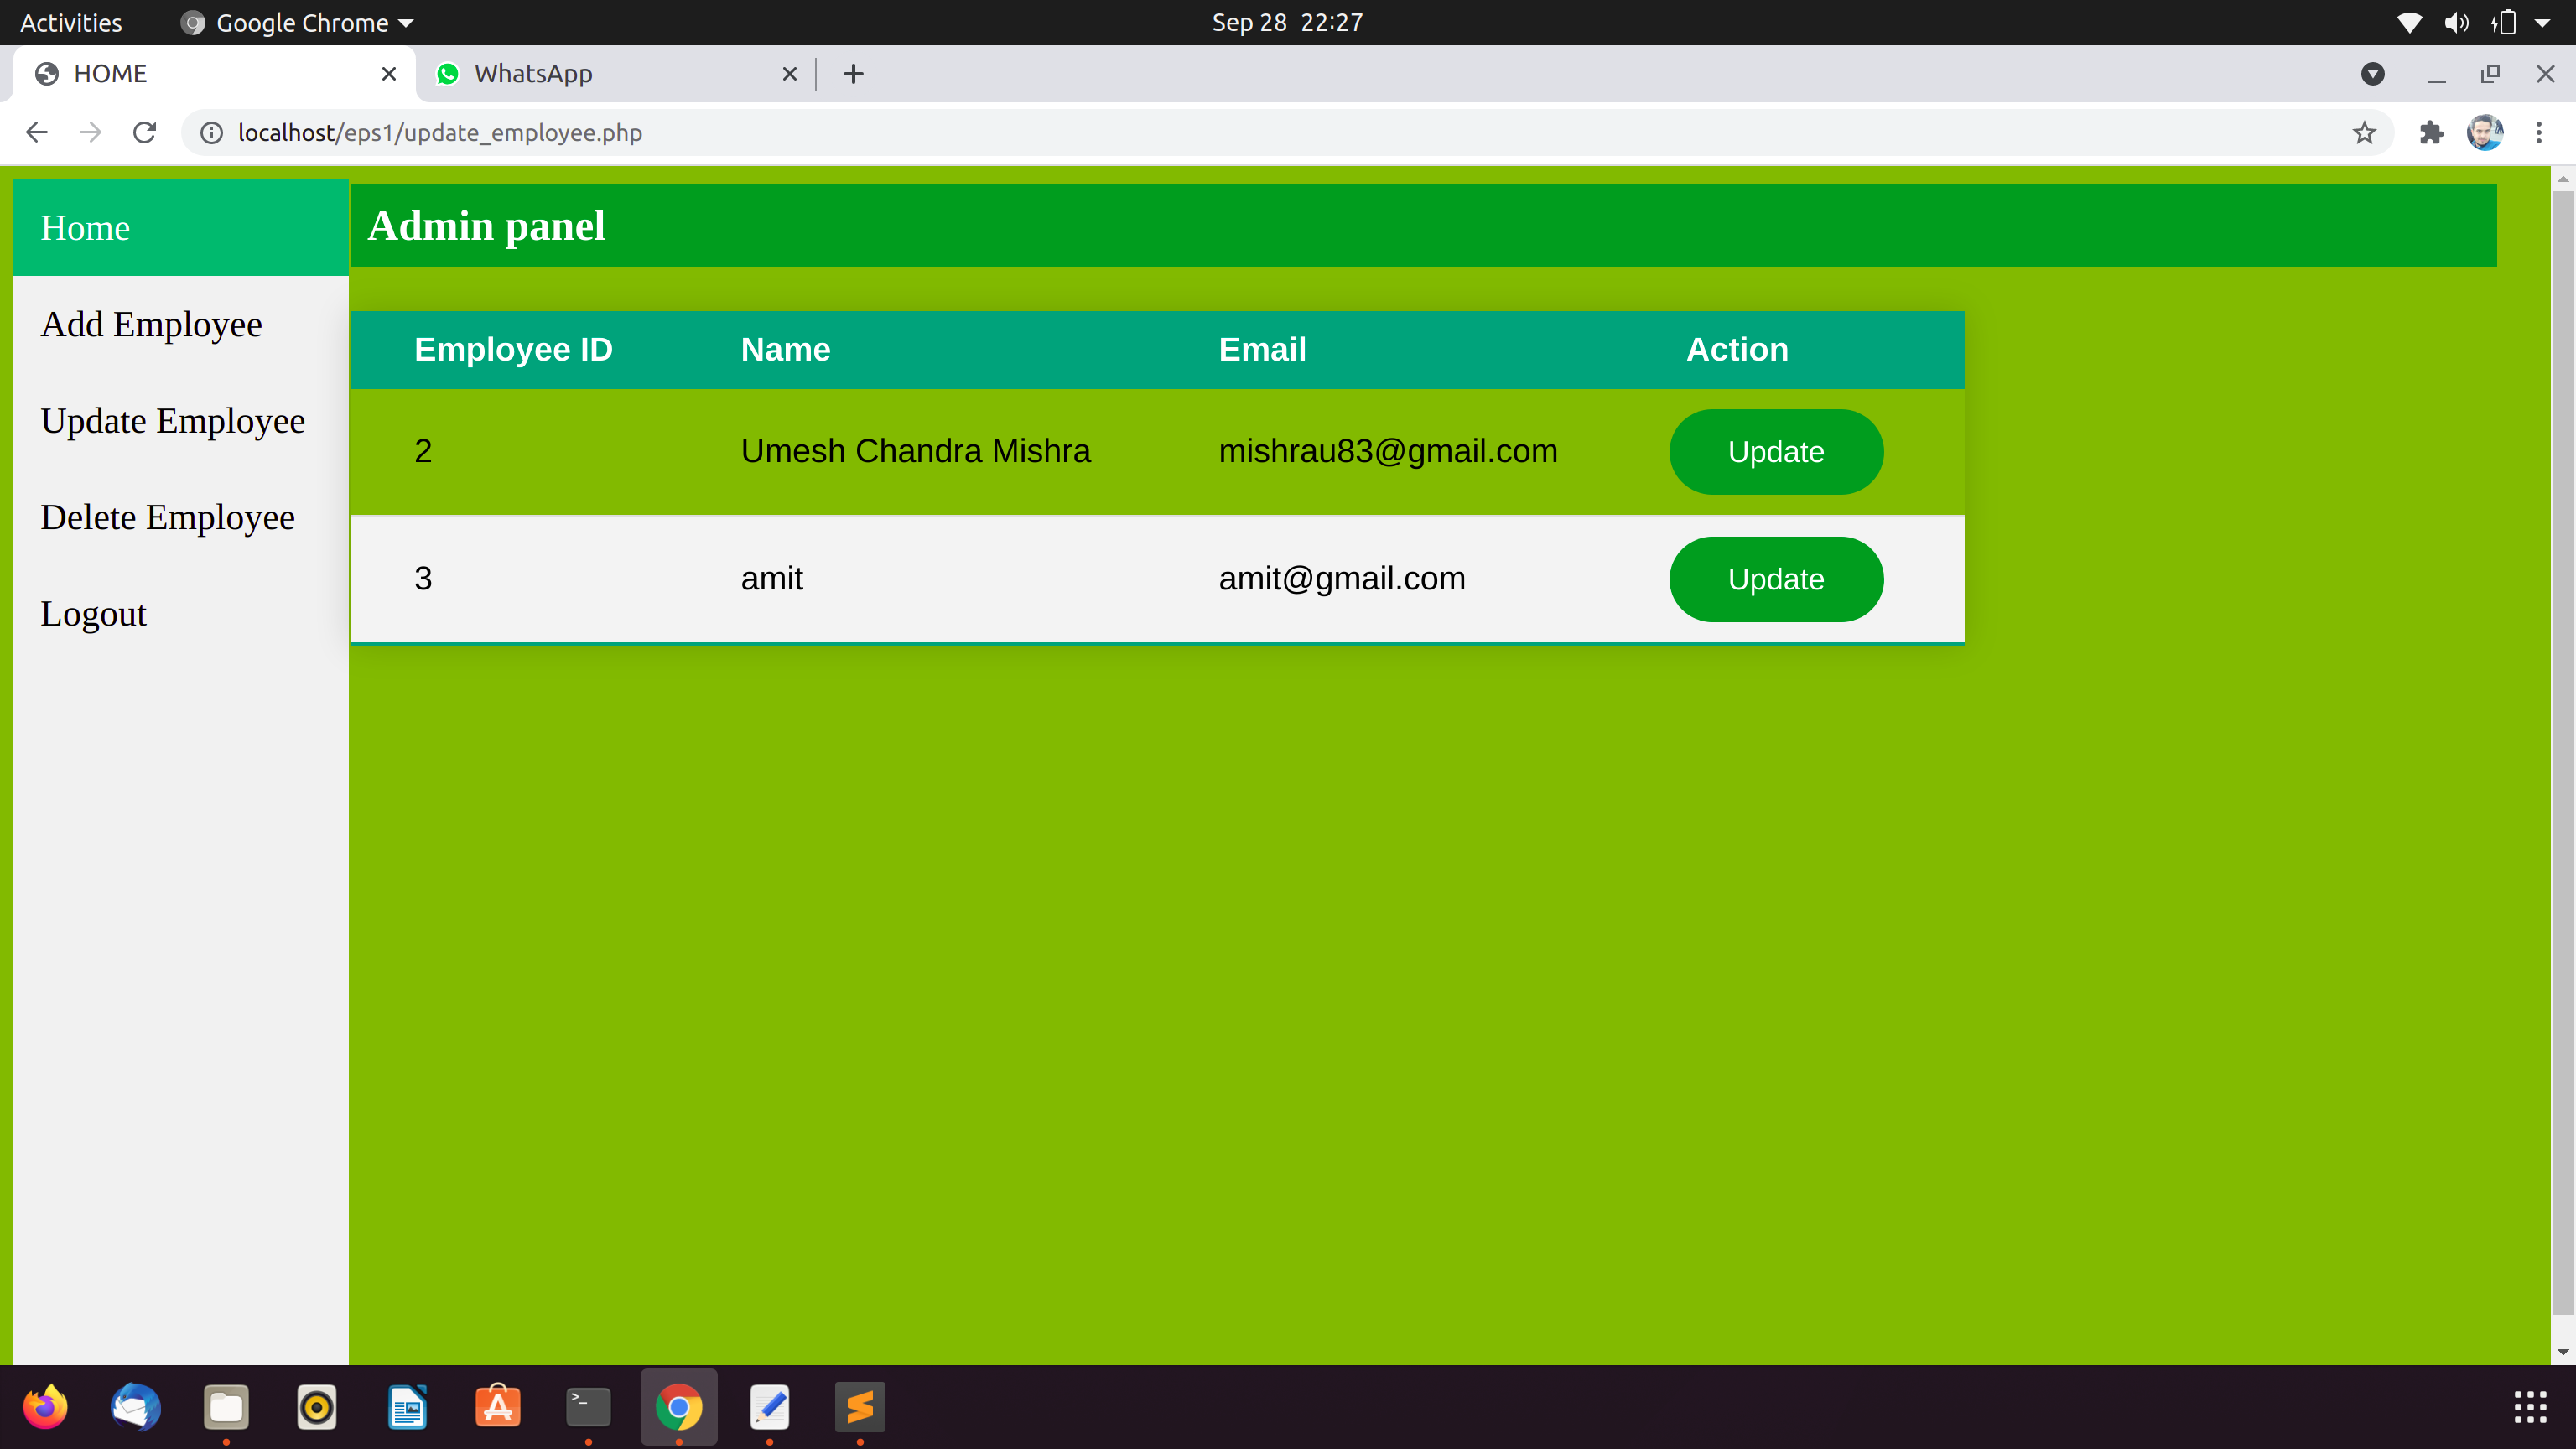 Activities Google Chrome Sep 28 22:27
HOME WhatsApp
localhost/eps1/update_employee.php
Home
Add Employee
Update Employee
Delete Employee
Logout
Admin panel
Employee ID Name Email Action
2 Umesh Chandra Mishra mishrau83@gmail.com Update
3 amit amit@gmail.com Update